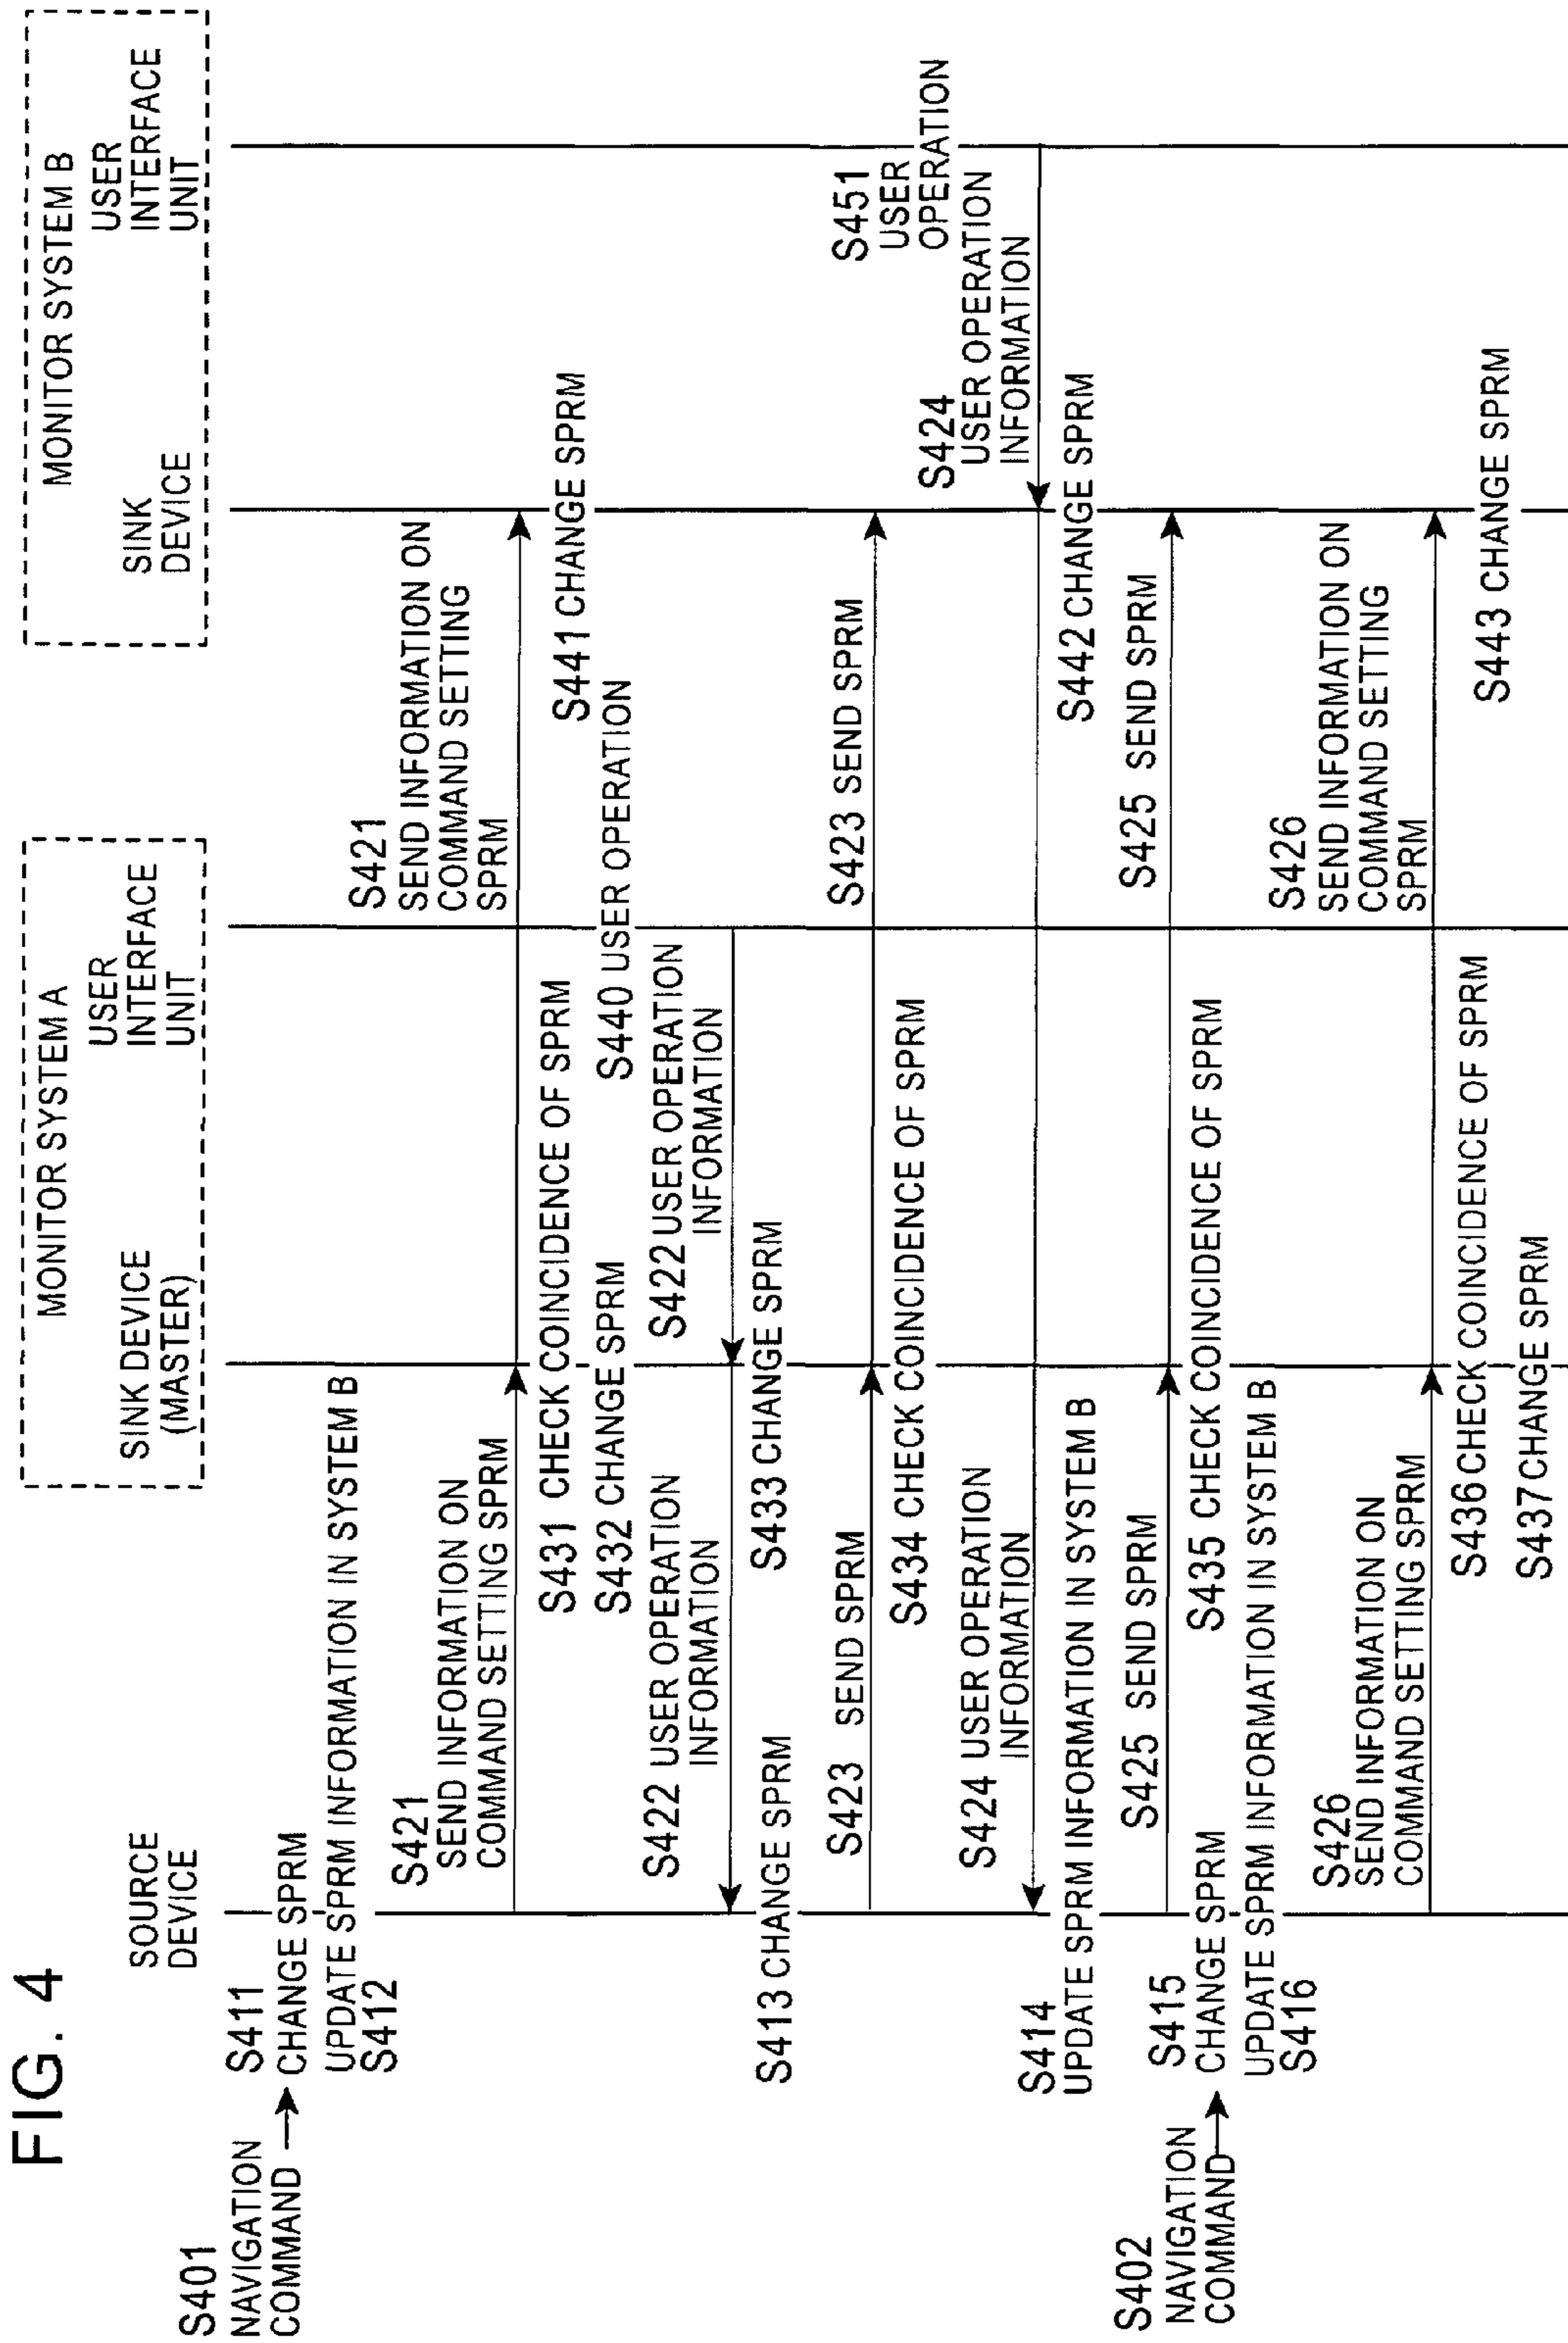 FIG. 4
MONITOR SYSTEM A
MONITOR SYSTEM B
SOURCE
DEVICE
SINK DEVICE
(MASTER)
USER
INTERFACE
UNIT
SINK
DEVICE
USER
INTERFACE
UNIT
S401
NAVIGATION
COMMAND
S411
CHANGE SPRM
UPDATE SPRM INFORMATION IN SYSTEM B
S412
S421
SEND INFORMATION ON
COMMAND SETTING SPRM
S421
SEND INFORMATION ON
COMMAND SETTING
SPRM
S431 CHECK COINCIDENCE OF SPRM
S441 CHANGE SPRM
S432 CHANGE SPRM
S440 USER OPERATION
S422 USER OPERATION
INFORMATION
S422 USER OPERATION
INFORMATION
S413 CHANGE SPRM
S433 CHANGE SPRM
S423 SEND SPRM
S423 SEND SPRM
S451
USER
OPERATION
S434 CHECK COINCIDENCE OF SPRM
S424 USER OPERATION
INFORMATION
S424
USER OPERATION
INFORMATION
S414
UPDATE SPRM INFORMATION IN SYSTEM B
S442 CHANGE SPRM
S425 SEND SPRM
S425 SEND SPRM
S402
NAVIGATION
COMMAND
S415
CHANGE SPRM
S435 CHECK COINCIDENCE OF SPRM
UPDATE SPRM INFORMATION IN SYSTEM B
S416
S426
SEND INFORMATION ON
COMMAND SETTING SPRM
S426
SEND INFORMATION ON
COMMAND SETTING
SPRM
S436 CHECK COINCIDENCE OF SPRM
S443 CHANGE SPRM
S437 CHANGE SPRM